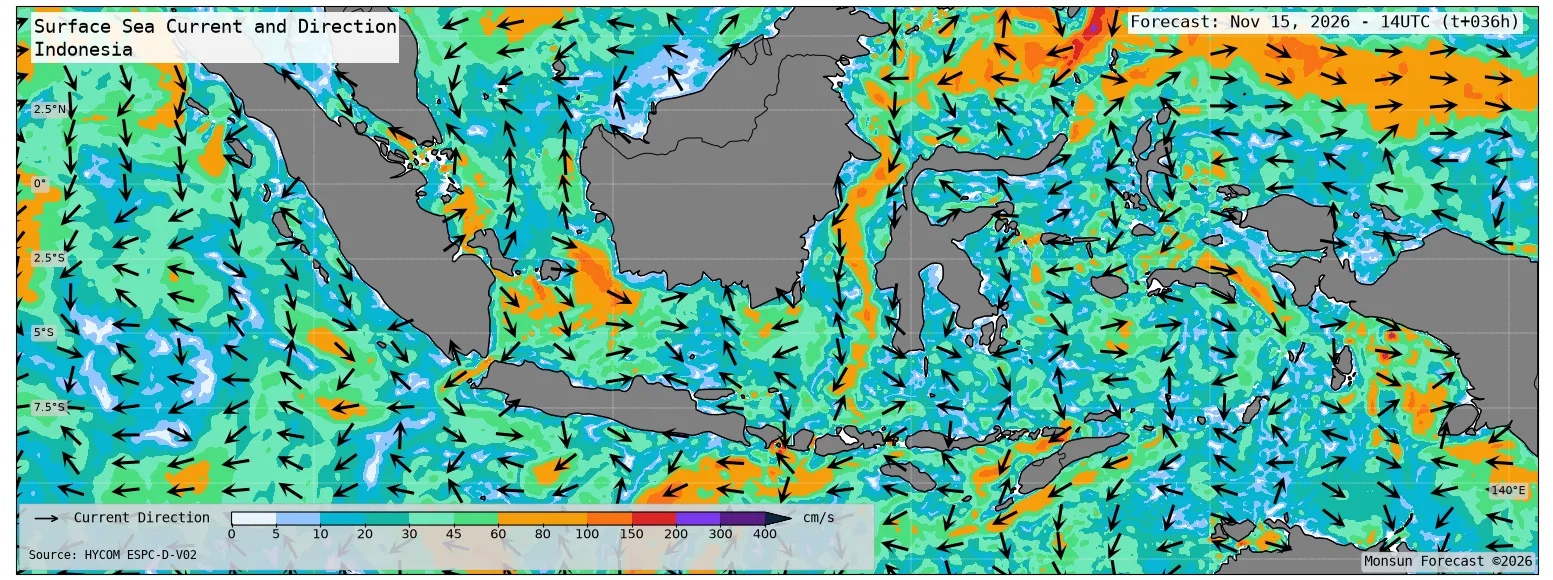 Surface Sea Current and Direction
Indonesia
Forecast: Nov 15, 2026 - 14UTC (t+036h)
2.5°N
0°
2.5°S
5°S
7.5°S
140°E
Current Direction
0 5 10 20 30 45 60 80 100 150 200 300 400 cm/s
Source: HYCOM ESPC-D-V02
Monsun Forecast ©2026